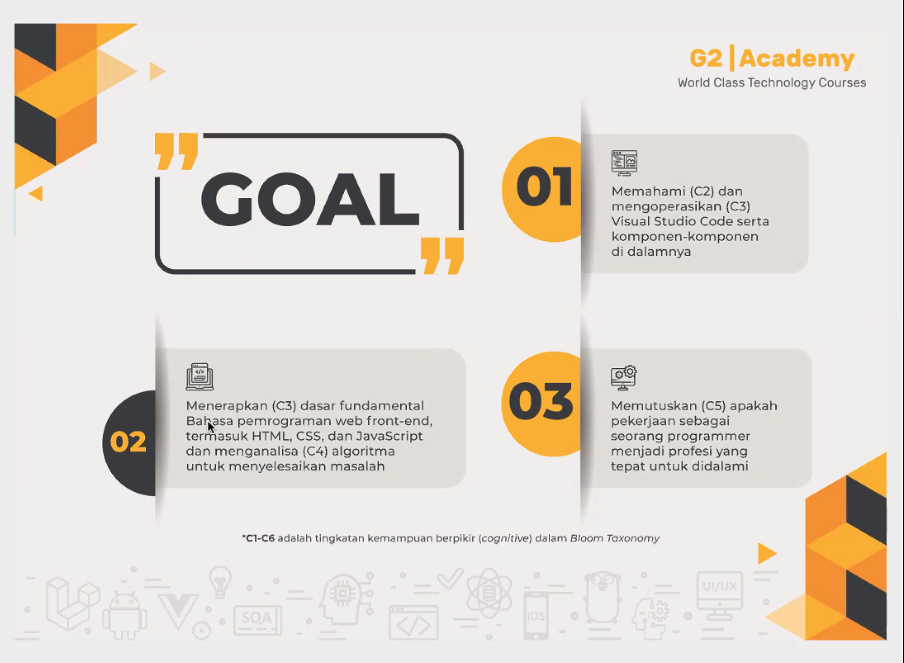 G2 | Academy
World Class Technology Courses
GOAL
01
Memahami (C2) dan
mengoperasikan (C3)
Visual Studio Code serta
komponen-komponen
di dalamnya
02
Menerapkan (C3) dasar fundamental
Bahasa pemrograman web front-end,
termasuk HTML, CSS, dan JavaScript
dan menganalisa (C4) algoritma
untuk menyelesaikan masalah
03
Memutuskan (C5) apakah
pekerjaan sebagai
seorang programmer
menjadi profesi yang
tepat untuk didalami
*C1-C6 adalah tingkatan kemampuan berpikir (cognitive) dalam Bloom Taxonomy
SQA
</>
iOS
UI/UX